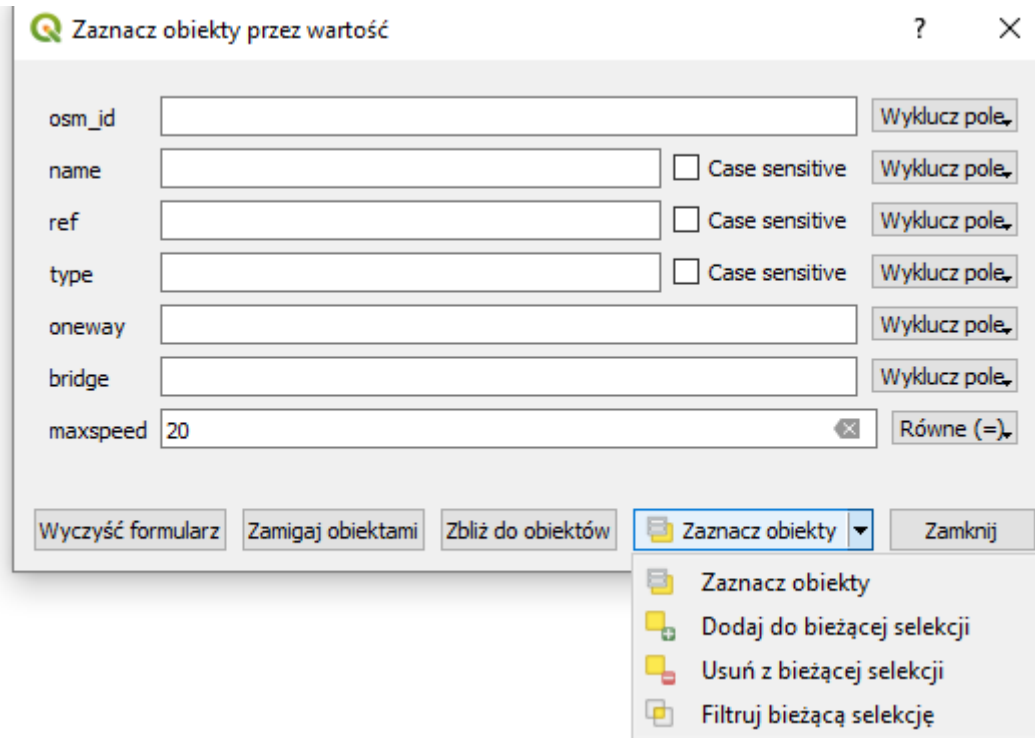 Zaznacz obiekty przez wartość ?
osm_id Wyklucz pole
name Case sensitive Wyklucz pole
ref Case sensitive Wyklucz pole
type Case sensitive Wyklucz pole
oneway Wyklucz pole
bridge Wyklucz pole
maxspeed 20 Równe (=)
Wyczyść formularz Zamigaj obiektami Zbliż do obiektów Zaznacz obiekty Zamknij
Zaznacz obiekty
Dodaj do bieżącej selekcji
Usuń z bieżącej selekcji
Filtruj bieżącą selekcję